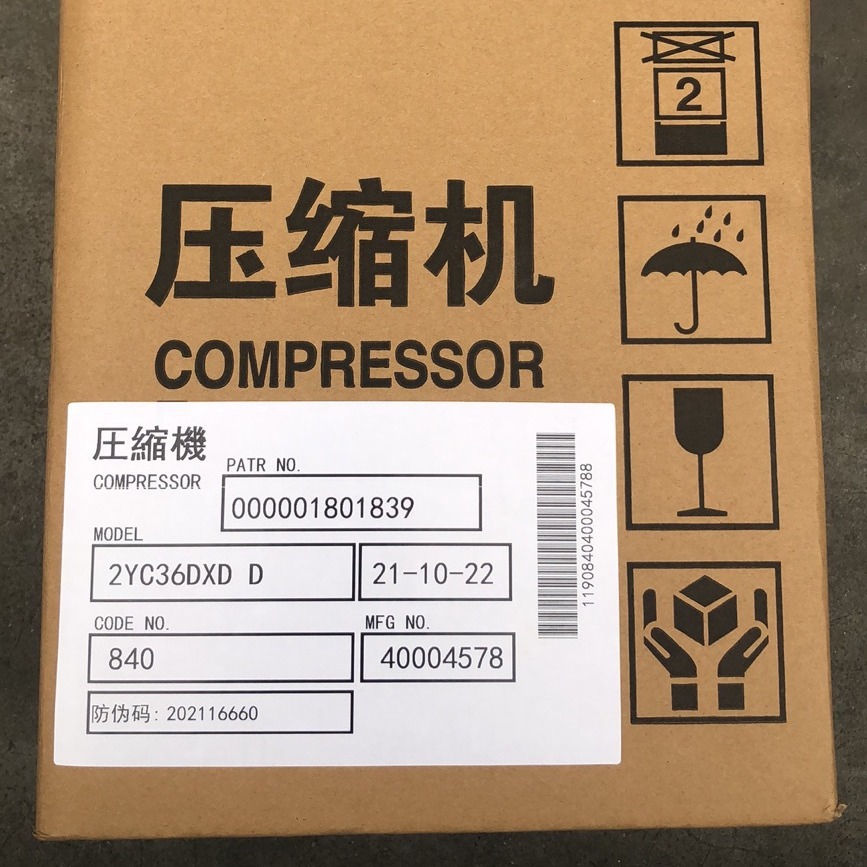 2
压缩机
COMPRESSOR
圧縮機
COMPRESSOR
PATR NO.
000001801839
MODEL
2YC36DXD D
21-10-22
CODE NO.
MFG NO.
840
40004578
防伪码: 202116660
1190840400045788